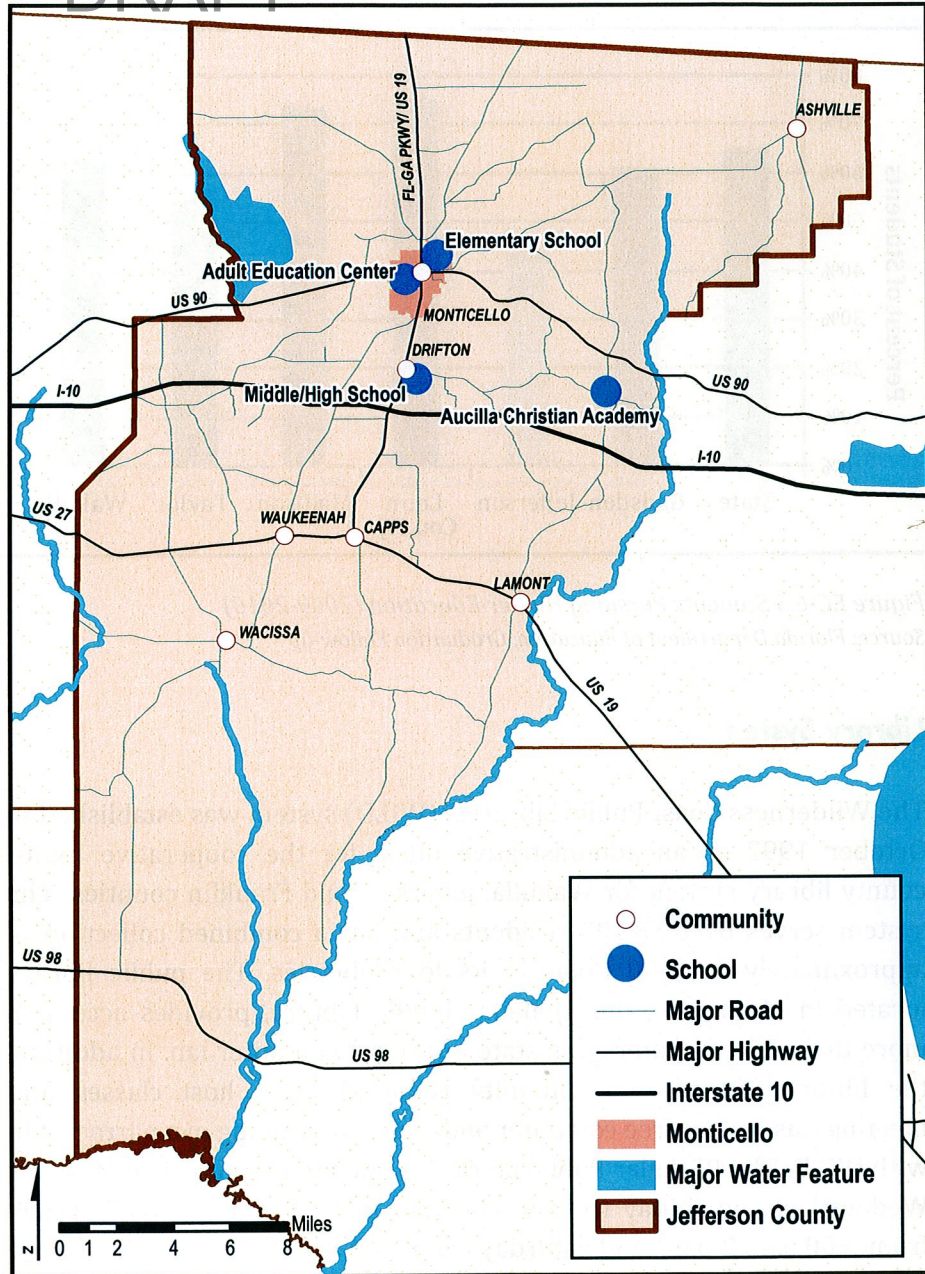 DRAFT
ASHVILLE
FL-GA PKWY/ US 19
Elementary School
Adult Education Center
US 90
MONTICELLO
DRIFTON
US 90
I-10
Middle/High School
Aucilla Christian Academy
I-10
US 27
WAUKEENAH
CAPPS
LAMONT
WACISSA
US 19
US 98
US 98
Community
School
Major Road
Major Highway
Interstate 10
Monticello
Major Water Feature
Jefferson County
N
Miles
0 1 2 4 6 8